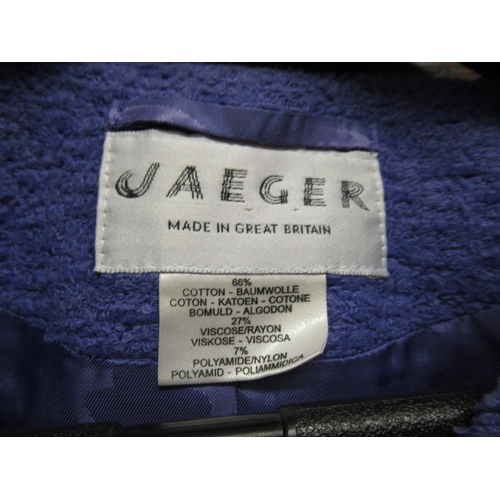 JAEGER
MADE IN GREAT BRITAIN
66%
COTTON - BAUMWOLLE
COTON - KATOEN - COTONE
BOMULD - ALGODON
27%
VISCOSE/RAYON
VISKOSE - VISCOSA
7%
POLYAMIDE/NYLON
POLYAMID - POLIAMMIDICA